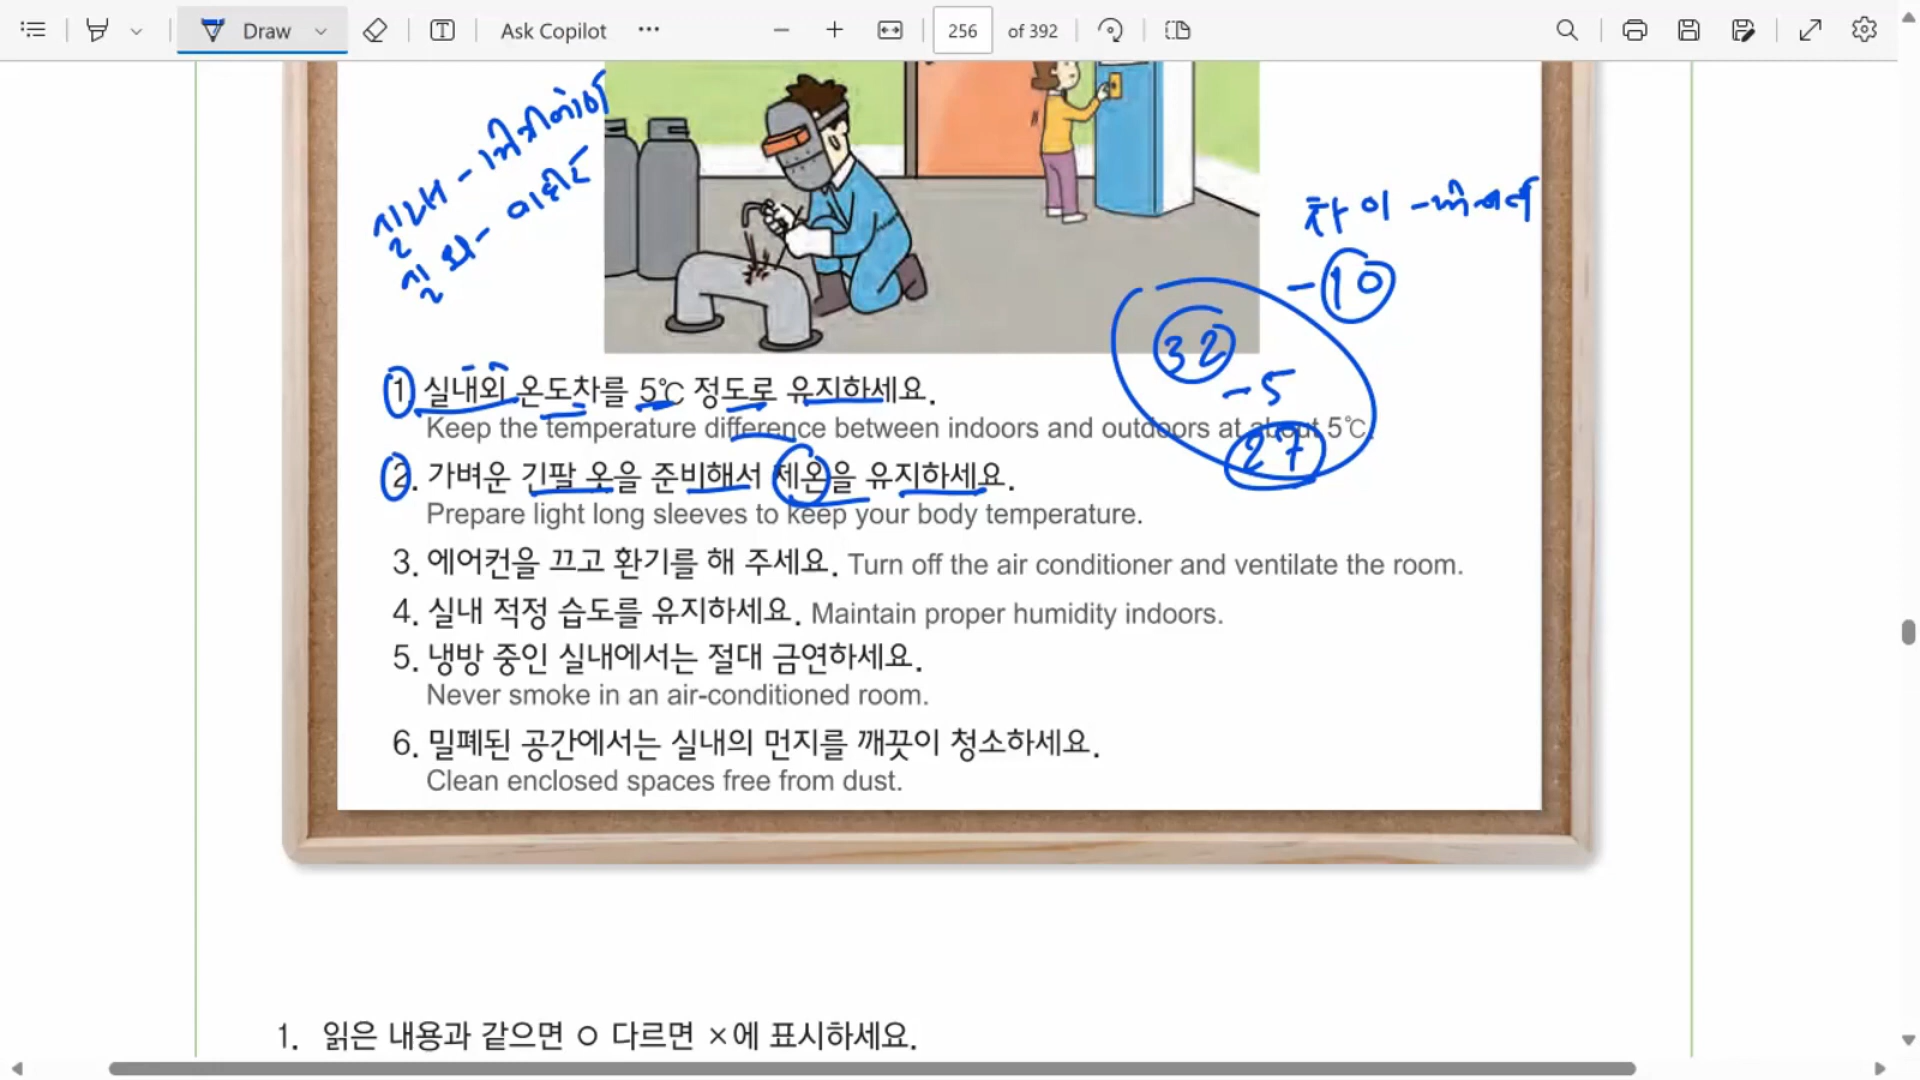 Draw
Ask Copilot
256 of 392
실내 -
실외 -
차이 -
-10
32
-5
27
1. 실내외 온도차를 5℃ 정도로 유지하세요.
Keep the temperature difference between indoors and outdoors at about 5℃.
2. 가벼운 긴팔 옷을 준비해서 체온을 유지하세요.
Prepare light long sleeves to keep your body temperature.
3. 에어컨을 끄고 환기를 해 주세요. Turn off the air conditioner and ventilate the room.
4. 실내 적정 습도를 유지하세요. Maintain proper humidity indoors.
5. 냉방 중인 실내에서는 절대 금연하세요.
Never smoke in an air-conditioned room.
6. 밀폐된 공간에서는 실내의 먼지를 깨끗이 청소하세요.
Clean enclosed spaces free from dust.
1. 읽은 내용과 같으면 ○ 다르면 ×에 표시하세요.